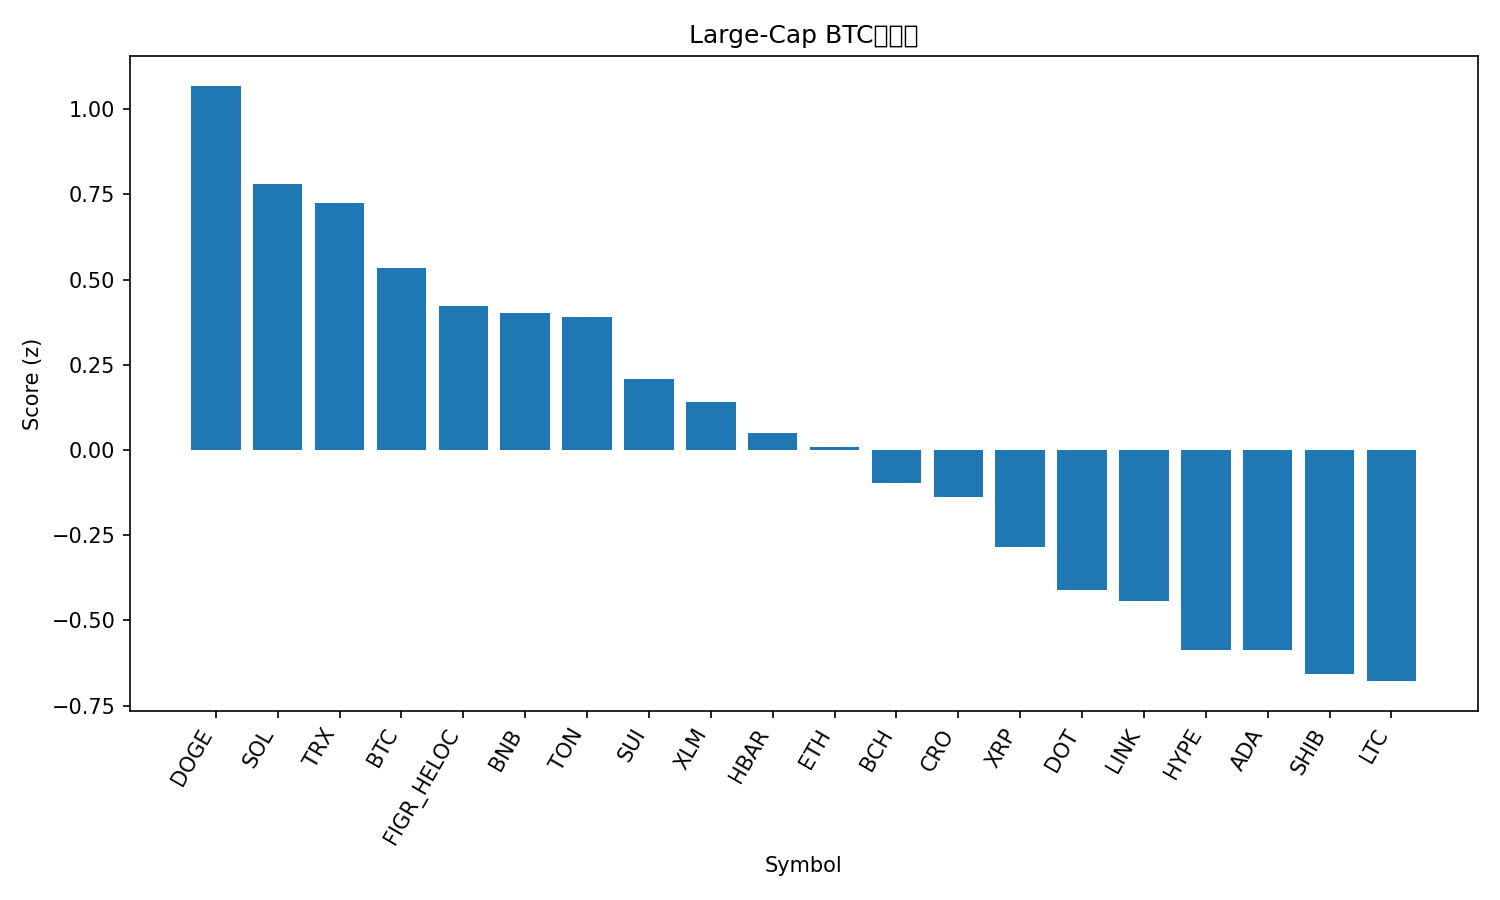 Large-Cap BTC
1.00
0.75
0.50
0.25
0.00
−0.25
−0.50
−0.75
Score (z)
DOGE
SOL
TRX
BTC
FIGR_HELOC
BNB
TON
SUI
XLM
HBAR
ETH
BCH
CRO
XRP
DOT
LINK
HYPE
ADA
SHIB
LTC
Symbol